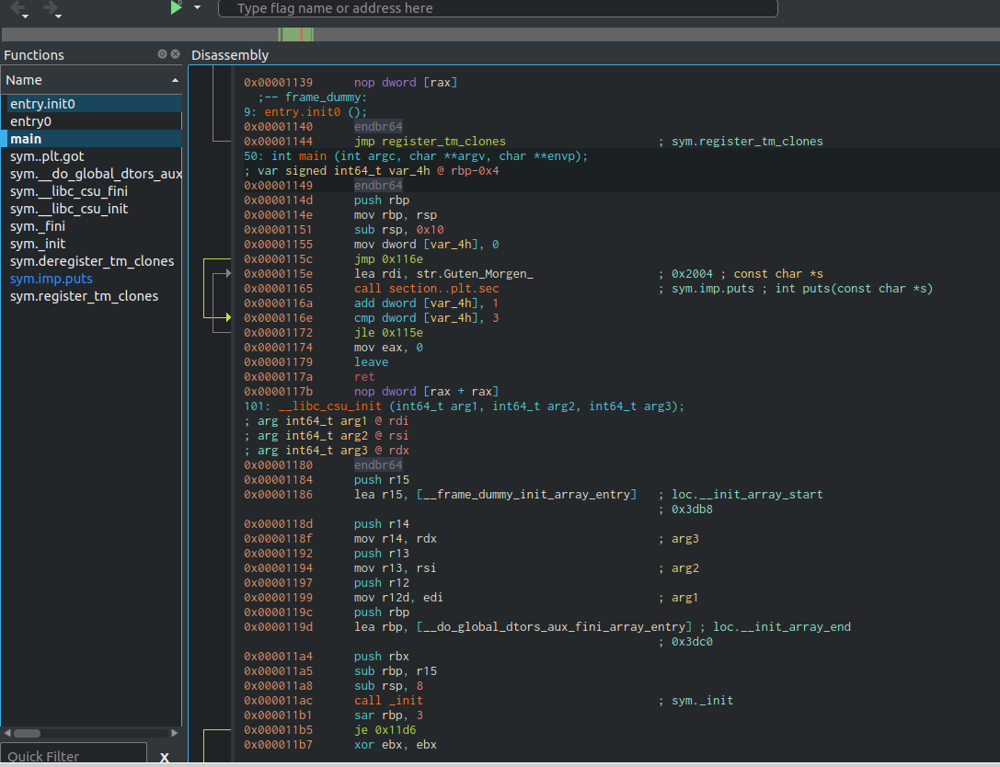 Type flag name or address here
Functions
Name
entry.init0
entry0
main
sym..plt.got
sym.__do_global_dtors_aux
sym.__libc_csu_fini
sym.__libc_csu_init
sym._fini
sym._init
sym.deregister_tm_clones
sym.imp.puts
sym.register_tm_clones
Quick Filter X
Disassembly
0x00001139 nop dword [rax]
;-- frame_dummy:
9: entry.init0 ();
0x00001140 endbr64
0x00001144 jmp register_tm_clones ; sym.register_tm_clones
50: int main (int argc, char **argv, char **envp);
; var signed int64_t var_4h @ rbp-0x4
0x00001149 endbr64
0x0000114d push rbp
0x0000114e mov rbp, rsp
0x00001151 sub rsp, 0x10
0x00001155 mov dword [var_4h], 0
0x0000115c jmp 0x116e
0x0000115e lea rdi, str.Guten_Morgen_ ; 0x2004 ; const char *s
0x00001165 call section..plt.sec ; sym.imp.puts ; int puts(const char *s)
0x0000116a add dword [var_4h], 1
0x0000116e cmp dword [var_4h], 3
0x00001172 jle 0x115e
0x00001174 mov eax, 0
0x00001179 leave
0x0000117a ret
0x0000117b nop dword [rax + rax]
101: __libc_csu_init (int64_t arg1, int64_t arg2, int64_t arg3);
; arg int64_t arg1 @ rdi
; arg int64_t arg2 @ rsi
; arg int64_t arg3 @ rdx
0x00001180 endbr64
0x00001184 push r15
0x00001186 lea r15, [__frame_dummy_init_array_entry] ; loc.__init_array_start
; 0x3db8
0x0000118d push r14
0x0000118f mov r14, rdx ; arg3
0x00001192 push r13
0x00001194 mov r13, rsi ; arg2
0x00001197 push r12
0x00001199 mov r12d, edi ; arg1
0x0000119c push rbp
0x0000119d lea rbp, [__do_global_dtors_aux_fini_array_entry] ; loc.__init_array_end
; 0x3dc0
0x000011a4 push rbx
0x000011a5 sub rbp, r15
0x000011a8 sub rsp, 8
0x000011ac call _init ; sym._init
0x000011b1 sar rbp, 3
0x000011b5 je 0x11d6
0x000011b7 xor ebx, ebx